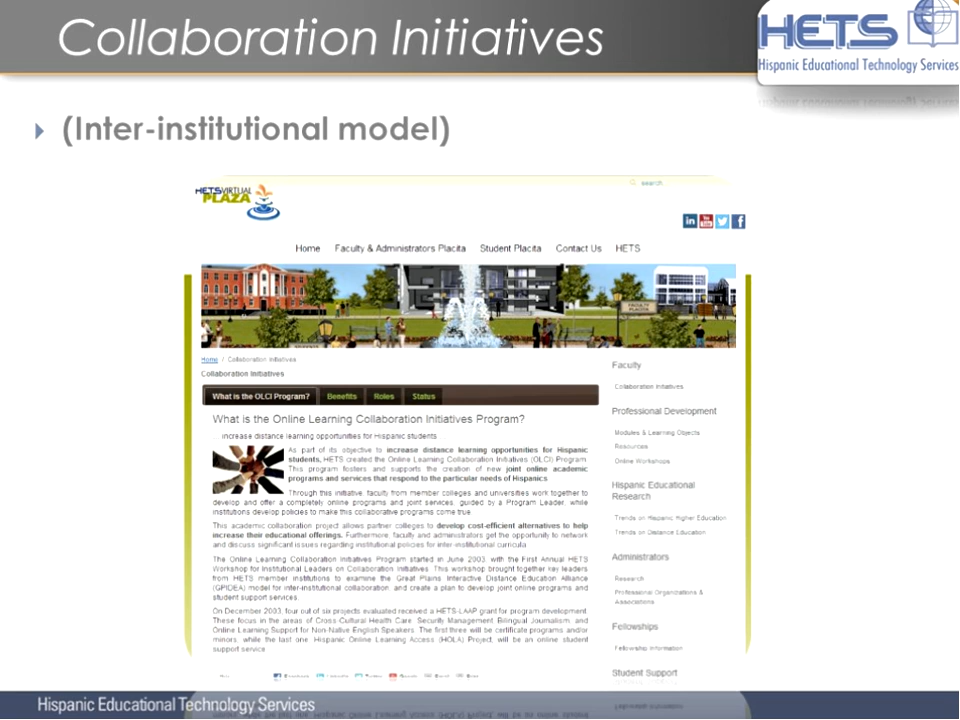 Collaboration Initiatives
HETS
Hispanic Educational Technology Services
(Inter-institutional model)
HETS VIRTUAL
PLAZA
search
Home Faculty & Administrators Placita Student Placita Contact Us HETS
FACULTY
PLACITA
Home / Collaboration Initiatives
Collaboration Initiatives
What is the OLCI Program? Benefits Roles Status
What is the Online Learning Collaboration Initiatives Program?
... increase distance learning opportunities for Hispanic students ...
As part of its objective to increase distance learning opportunities for Hispanic
students, HETS created the Online Learning Collaboration Initiatives (OLCI) Program.
This program fosters and supports the creation of new joint online academic
programs and services that respond to the particular needs of Hispanics
Through this initiative, faculty from member colleges and universities work together to
develop and offer a completely online programs and joint services, guided by a Program Leader, while
institutions develop policies to make this collaborative programs come true
This academic collaboration project allows partner colleges to develop cost-efficient alternatives to help
increase their educational offerings. Furthermore, faculty and administrators get the opportunity to network
and discuss significant issues regarding institutional policies for inter-institutional curricula
The Online Learning Collaboration Initiatives Program started in June 2003, with the First Annual HETS
Workshop for Institutional Leaders on Collaboration Initiatives. This workshop brought together key leaders
from HETS member institutions to examine the Great Plains Interactive Distance Education Alliance
(GPIDEA) model for inter-institutional collaboration, and create a plan to develop joint online programs and
student support services
On December 2003, four out of six projects evaluated received a HETS-LAAP grant for program development.
These focus in the areas of Cross Cultural Health Care, Security Management, Bilingual Journalism, and
Online Learning Support for Non-Native English Speakers. The first three will be certificate programs and/or
minors, while the last one, Hispanic Online Learning Access (HOLA) Project, will be an online student
support service
Faculty
Collaboration Initiatives
Professional Development
Modules & Learning Objects
Resources
Online Workshops
Hispanic Educational
Research
Trends on Hispanic Higher Education
Trends on Distance Education
Administrators
Research
Professional Organizations &
Associations
Fellowships
Fellowship Information
Student Support
Hispanic Educational Technology Services